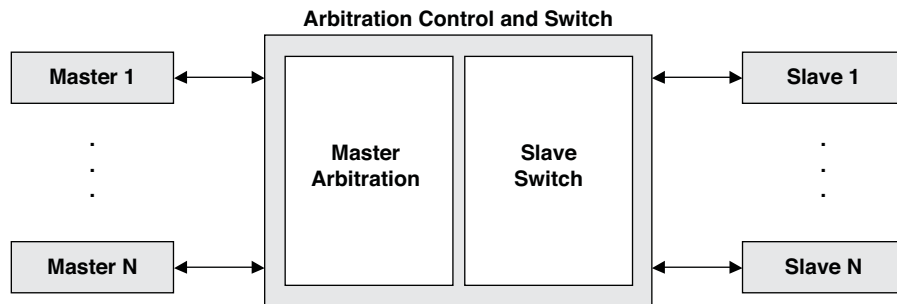 Arbitration Control and Switch
Master 1
Slave 1
Master
Arbitration
Slave
Switch
Master N
Slave N